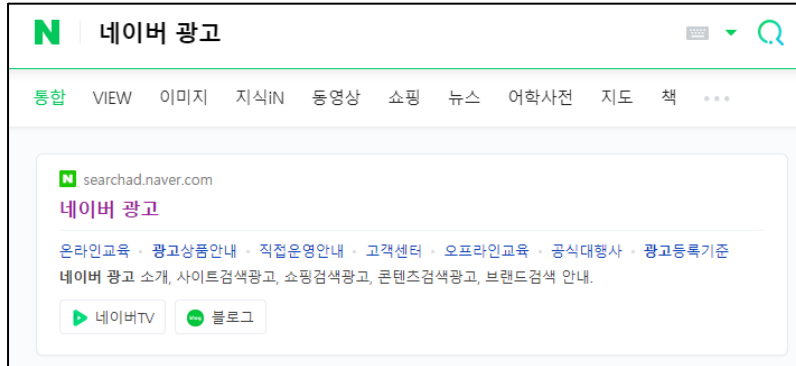 N 네이버 광고
통합 VIEW 이미지 지식iN 동영상 쇼핑 뉴스 어학사전 지도 책
N searchad.naver.com
네이버 광고
온라인교육 · 광고상품안내 · 직접운영안내 · 고객센터 · 오프라인교육 · 공식대행사 · 광고등록기준
네이버 광고 소개, 사이트검색광고, 쇼핑검색광고, 콘텐츠검색광고, 브랜드검색 안내.
네이버TV blog 블로그